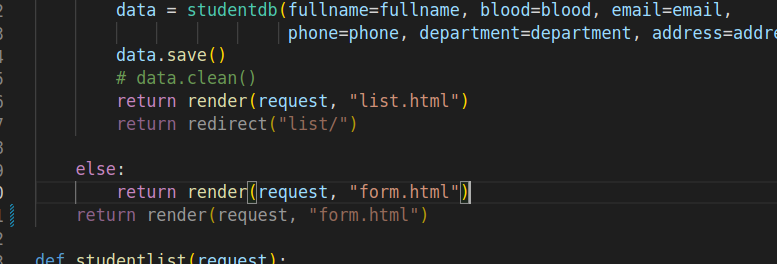 data = studentdb(fullname=fullname, blood=blood, email=email,
phone=phone, department=department, address=addre
data.save()
# data.clean()
return render(request, "list.html")
return redirect("list/")
else:
return render(request, "form.html")
return render(request, "form.html")
def studentlist(request):